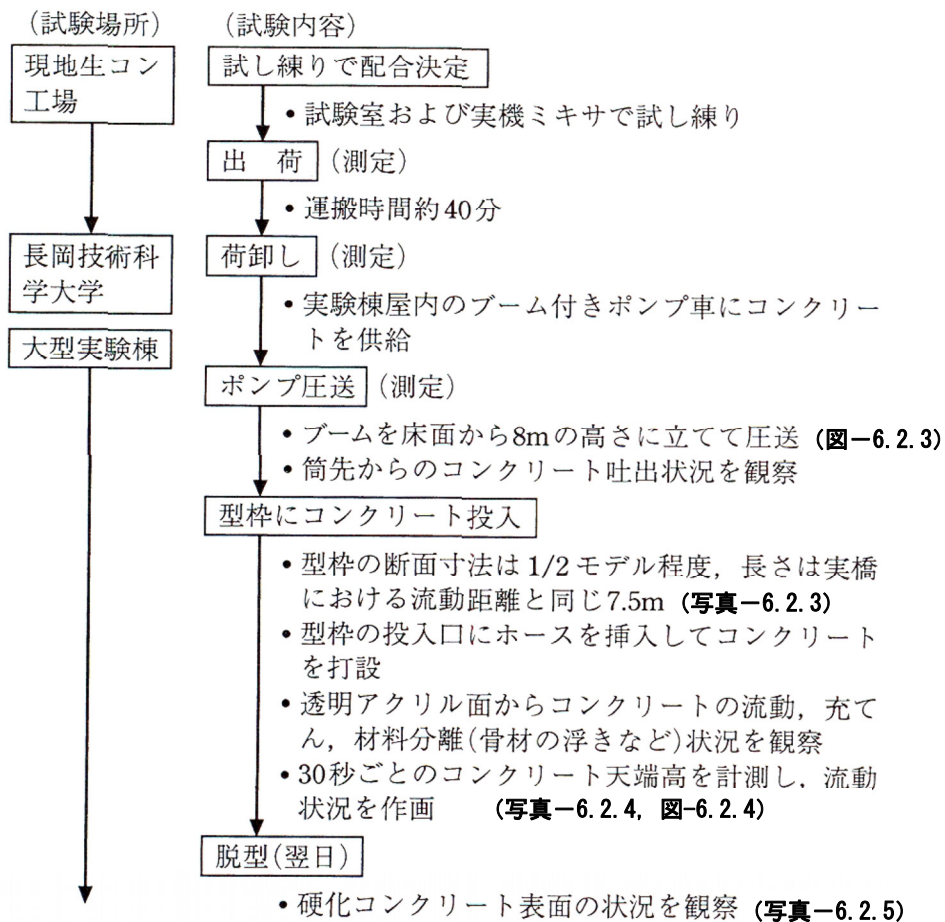 (試験場所)
(試験内容)
現地生コン
工場
試し練りで配合決定
・試験室および実機ミキサで試し練り
出　荷 (測定)
・運搬時間約40分
長岡技術科
学大学
荷卸し (測定)
・実験棟屋内のブーム付きポンプ車にコンクリー
トを供給
大型実験棟
ポンプ圧送 (測定)
・ブームを床面から8mの高さに立てて圧送 (図－6.2.3)
・筒先からのコンクリート吐出状況を観察
型枠にコンクリート投入
・型枠の断面寸法は1/2モデル程度，長さは実橋
における流動距離と同じ7.5m (写真－6.2.3)
・型枠の投入口にホースを挿入してコンクリート
を打設
・透明アクリル面からコンクリートの流動，充て
ん，材料分離(骨材の浮きなど)状況を観察
・30秒ごとのコンクリート天端高を計測し，流動
状況を作画 (写真－6.2.4, 図-6.2.4)
脱型(翌日)
・硬化コンクリート表面の状況を観察 (写真－6.2.5)